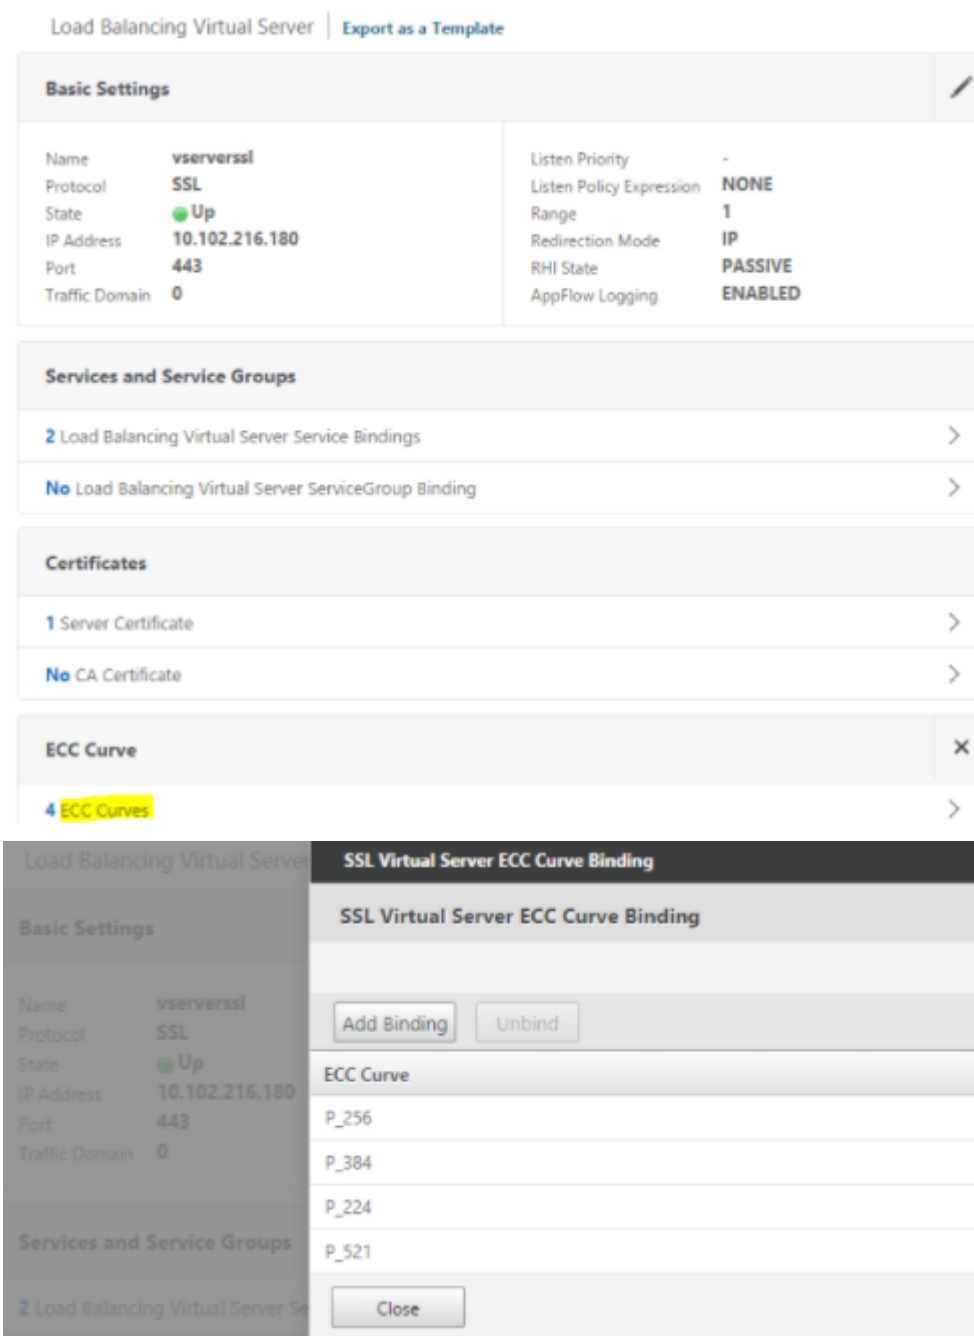 Load Balancing Virtual Server | Export as a Template
Basic Settings
Name vserverssl
Protocol SSL
State Up
IP Address 10.102.216.180
Port 443
Traffic Domain 0
Listen Priority -
Listen Policy Expression NONE
Range 1
Redirection Mode IP
RHI State PASSIVE
AppFlow Logging ENABLED
Services and Service Groups
2 Load Balancing Virtual Server Service Bindings
No Load Balancing Virtual Server ServiceGroup Binding
Certificates
1 Server Certificate
No CA Certificate
ECC Curve
4 ECC Curves
Load Balancing Virtual Server
Basic Settings
Name vserverssl
Protocol SSL
State Up
IP Address 10.102.216.180
Port 443
Traffic Domain 0
Services and Service Groups
2 Load Balancing Virtual Server Se
SSL Virtual Server ECC Curve Binding
SSL Virtual Server ECC Curve Binding
Add Binding Unbind
ECC Curve
P_256
P_384
P_224
P_521
Close